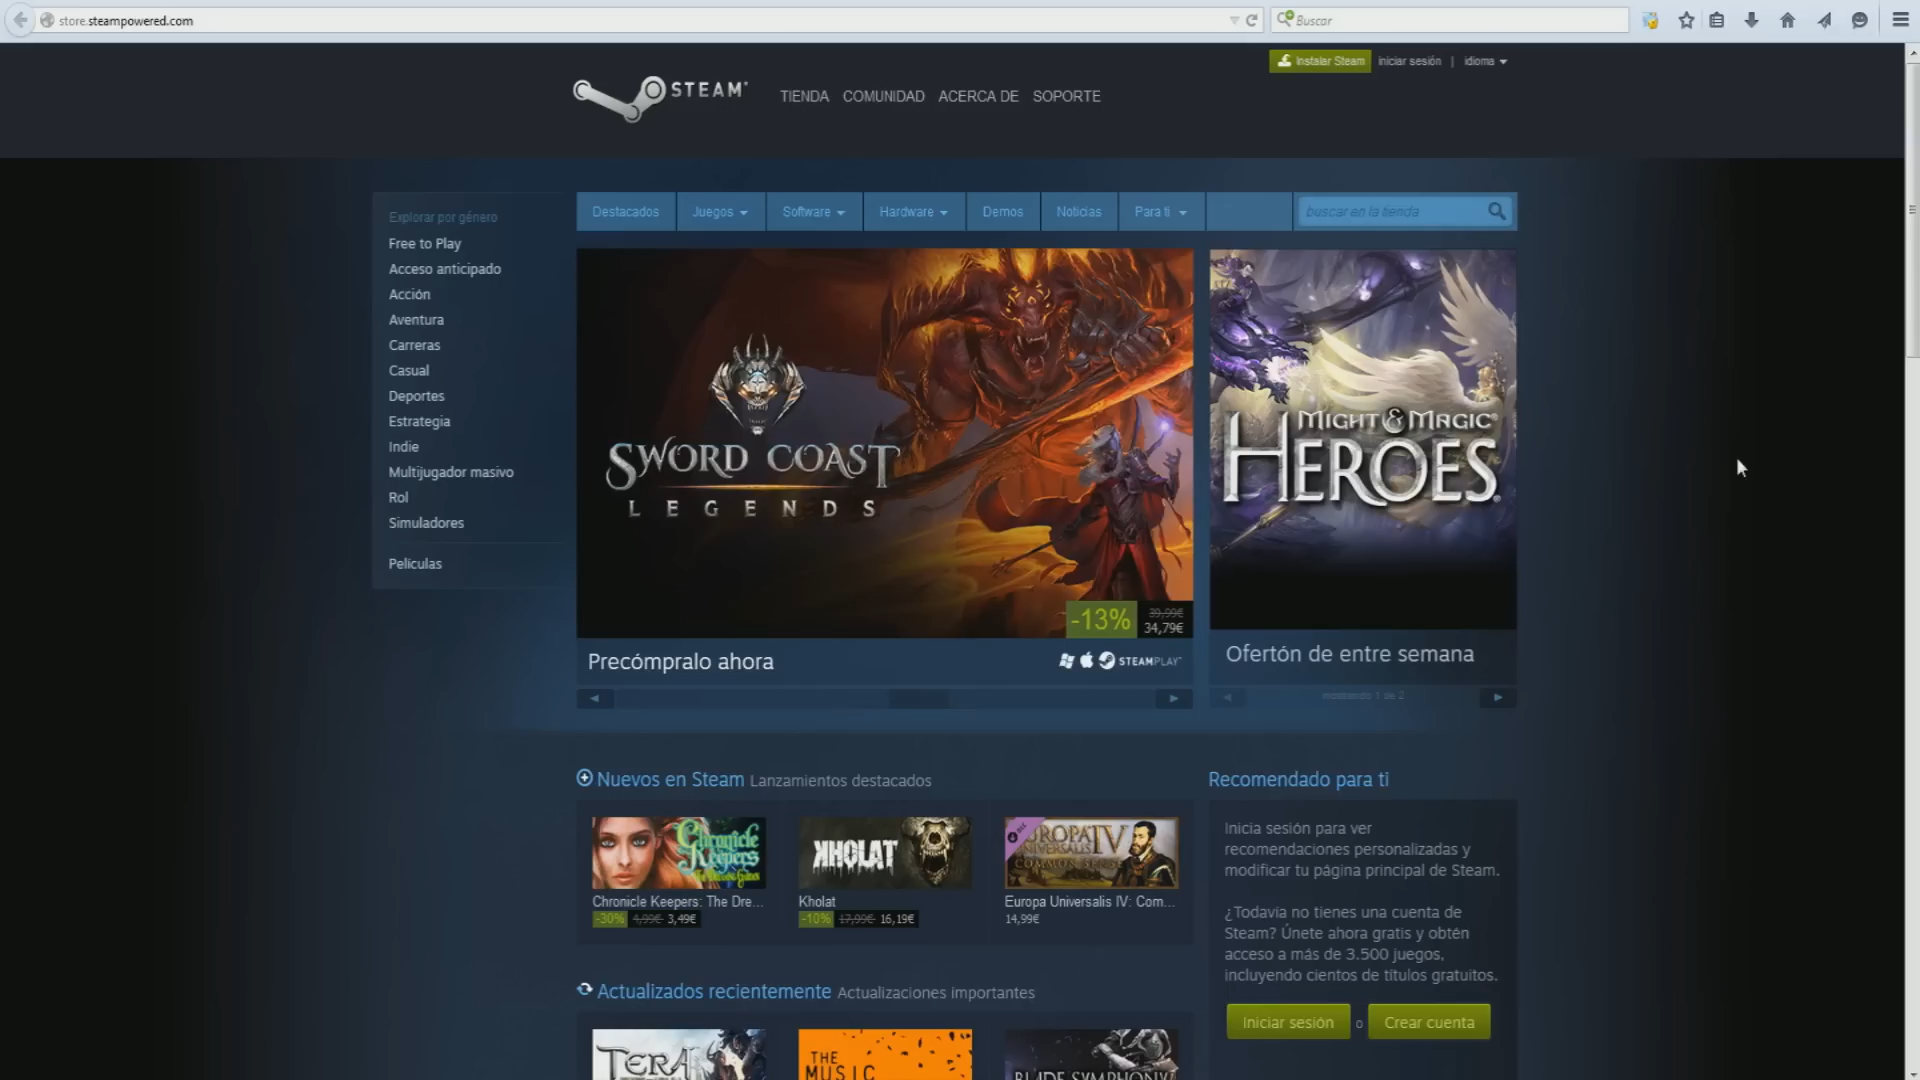 store.steampowered.com
Buscar
Instalar Steam
iniciar sesión | idioma
STEAM
TIENDA COMUNIDAD ACERCA DE SOPORTE
Explorar por género
Free to Play
Acceso anticipado
Acción
Aventura
Carreras
Casual
Deportes
Estrategia
Indie
Multijugador masivo
Rol
Simuladores
Películas
Destacados Juegos Software Hardware Demos Noticias Para ti
buscar en la tienda
SWORD COAST
LEGENDS
-13% 39,99€
34,79€
Precómpralo ahora
STEAMPLAY
MIGHT & MAGIC
HEROES
Ofertón de entre semana
mostrando 1 de 2
Nuevos en Steam Lanzamientos destacados
Chronicle
Keepers
Chronicle Keepers: The Dre...
-30% 4,99€ 3,49€
KHOLAT
Kholat
-10% 17,99€ 16,19€
DLC
EUROPA IV
UNIVERSALIS
COMMON SENSE
Europa Universalis IV: Com...
14,99€
Recomendado para ti
Inicia sesión para ver
recomendaciones personalizadas y
modificar tu página principal de Steam.
¿Todavía no tienes una cuenta de
Steam? Únete ahora gratis y obtén
acceso a más de 3.500 juegos,
incluyendo cientos de títulos gratuitos.
Iniciar sesión o Crear cuenta
Actualizados recientemente Actualizaciones importantes
TERA
THE
MUSIC
BLADE SYMPHONY